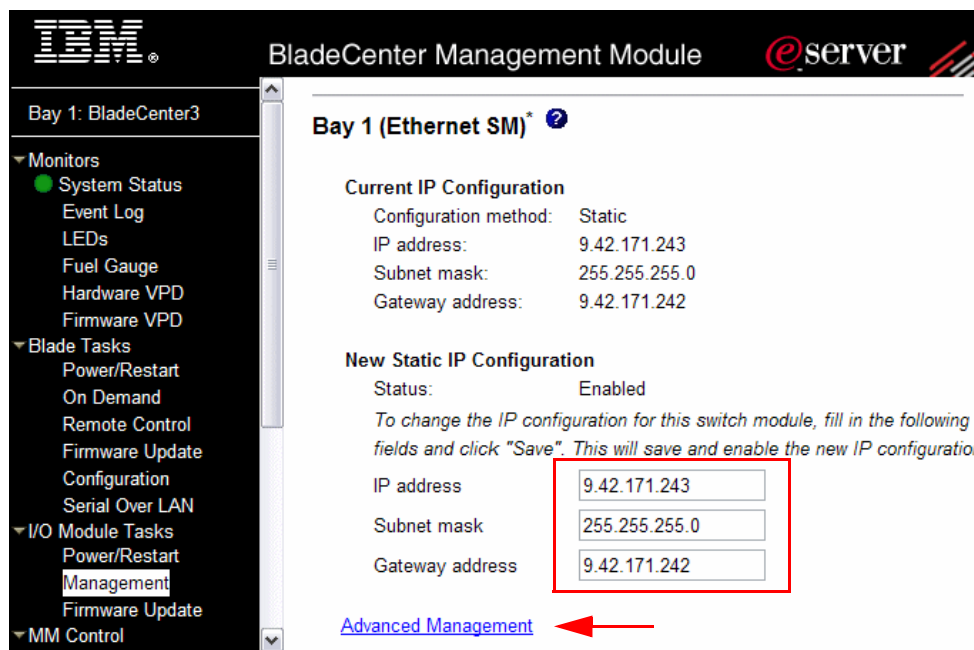 IBM®
BladeCenter Management Module
e server
Bay 1: BladeCenter3
Monitors
System Status
Event Log
LEDs
Fuel Gauge
Hardware VPD
Firmware VPD
Blade Tasks
Power/Restart
On Demand
Remote Control
Firmware Update
Configuration
Serial Over LAN
I/O Module Tasks
Power/Restart
Management
Firmware Update
MM Control
Bay 1 (Ethernet SM)* ?
Current IP Configuration
Configuration method: Static
IP address: 9.42.171.243
Subnet mask: 255.255.255.0
Gateway address: 9.42.171.242
New Static IP Configuration
Status: Enabled
To change the IP configuration for this switch module, fill in the following
fields and click "Save". This will save and enable the new IP configuratio
IP address 9.42.171.243
Subnet mask 255.255.255.0
Gateway address 9.42.171.242
Advanced Management